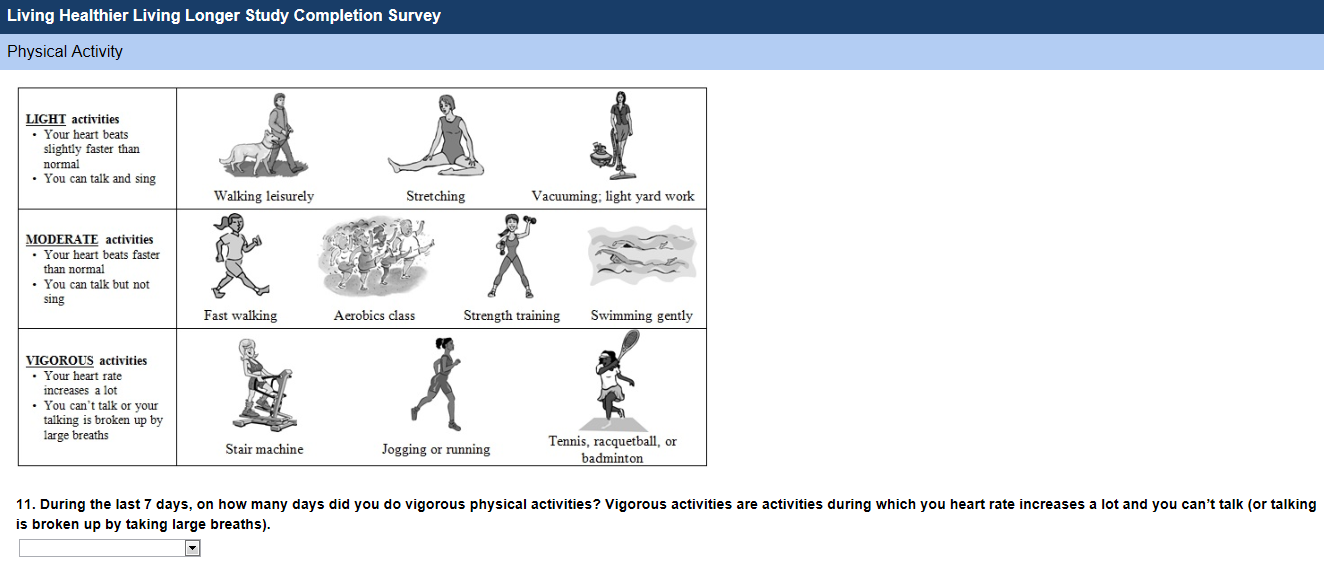 Living Healthier Living Longer Study Completion Survey
Physical Activity
LIGHT activities
• Your heart beats
slightly faster than
normal
• You can talk and sing
Walking leisurely
Stretching
Vacuuming; light yard work
MODERATE activities
• Your heart beats faster
than normal
• You can talk but not
sing
Fast walking
Aerobics class
Strength training
Swimming gently
VIGOROUS activities
• Your heart rate
increases a lot
• You can't talk or your
talking is broken up by
large breaths
Stair machine
Jogging or running
Tennis, racquetball, or
badminton
11. During the last 7 days, on how many days did you do vigorous physical activities? Vigorous activities are activities during which you heart rate increases a lot and you can’t talk (or talking
is broken up by taking large breaths).